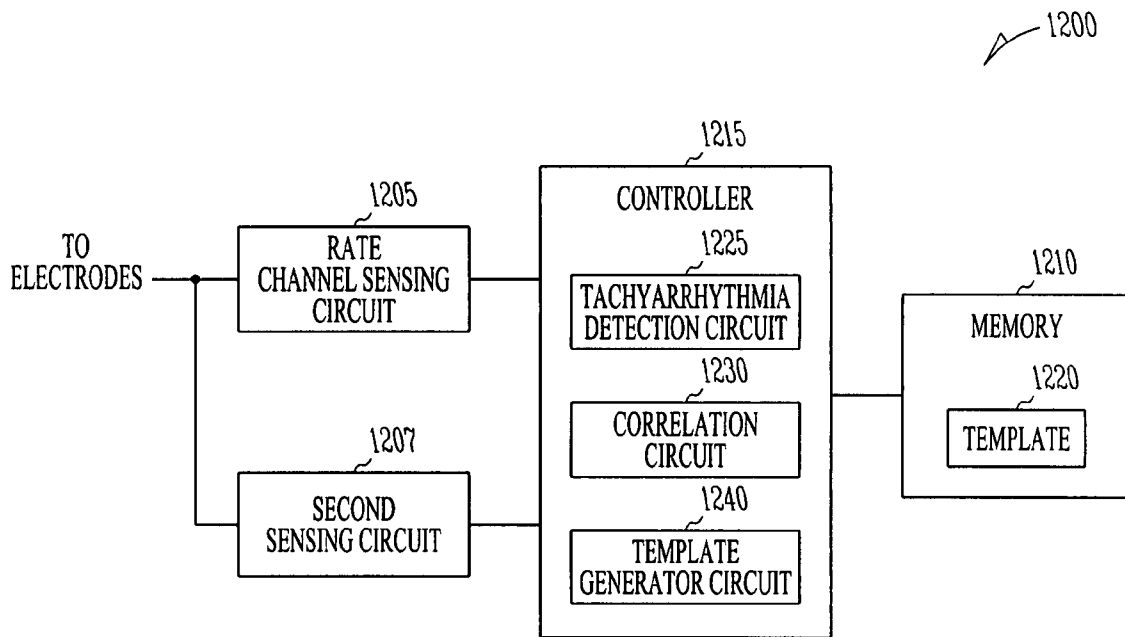 1200
1215
CONTROLLER
1205
RATE
CHANNEL SENSING
CIRCUIT
TO
ELECTRODES
1225
TACHYARRHYTHMIA
DETECTION CIRCUIT
1210
MEMORY
1220
TEMPLATE
1230
CORRELATION
CIRCUIT
1207
SECOND
SENSING CIRCUIT
1240
TEMPLATE
GENERATOR CIRCUIT